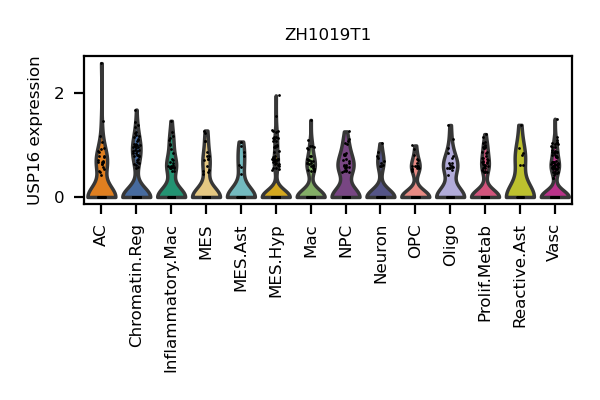 ZH1019T1
USP16 expression
2
0
AC
Chromatin.Reg
Inflammatory.Mac
MES
MES.Ast
MES.Hyp
Mac
NPC
Neuron
OPC
Oligo
Prolif.Metab
Reactive.Ast
Vasc